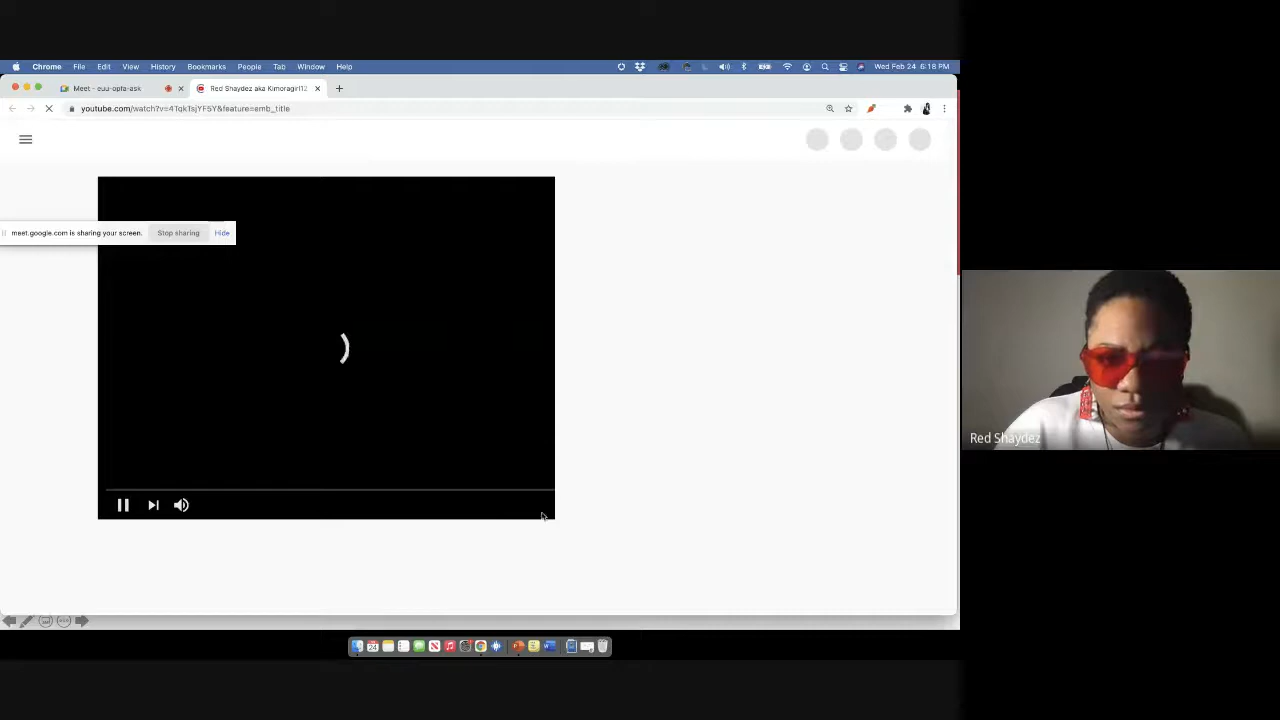 Chrome File Edit View History Bookmarks People Tab Window Help Wed Feb 24 6:18 PM
Meet - euu-opfa-ask Red Shaydez aka Kimoragirl12
youtube.com/watch?v=4TqkTsjYF5Y&feature=emb_title
meet.google.com is sharing your screen. Stop sharing Hide
Red Shaydez